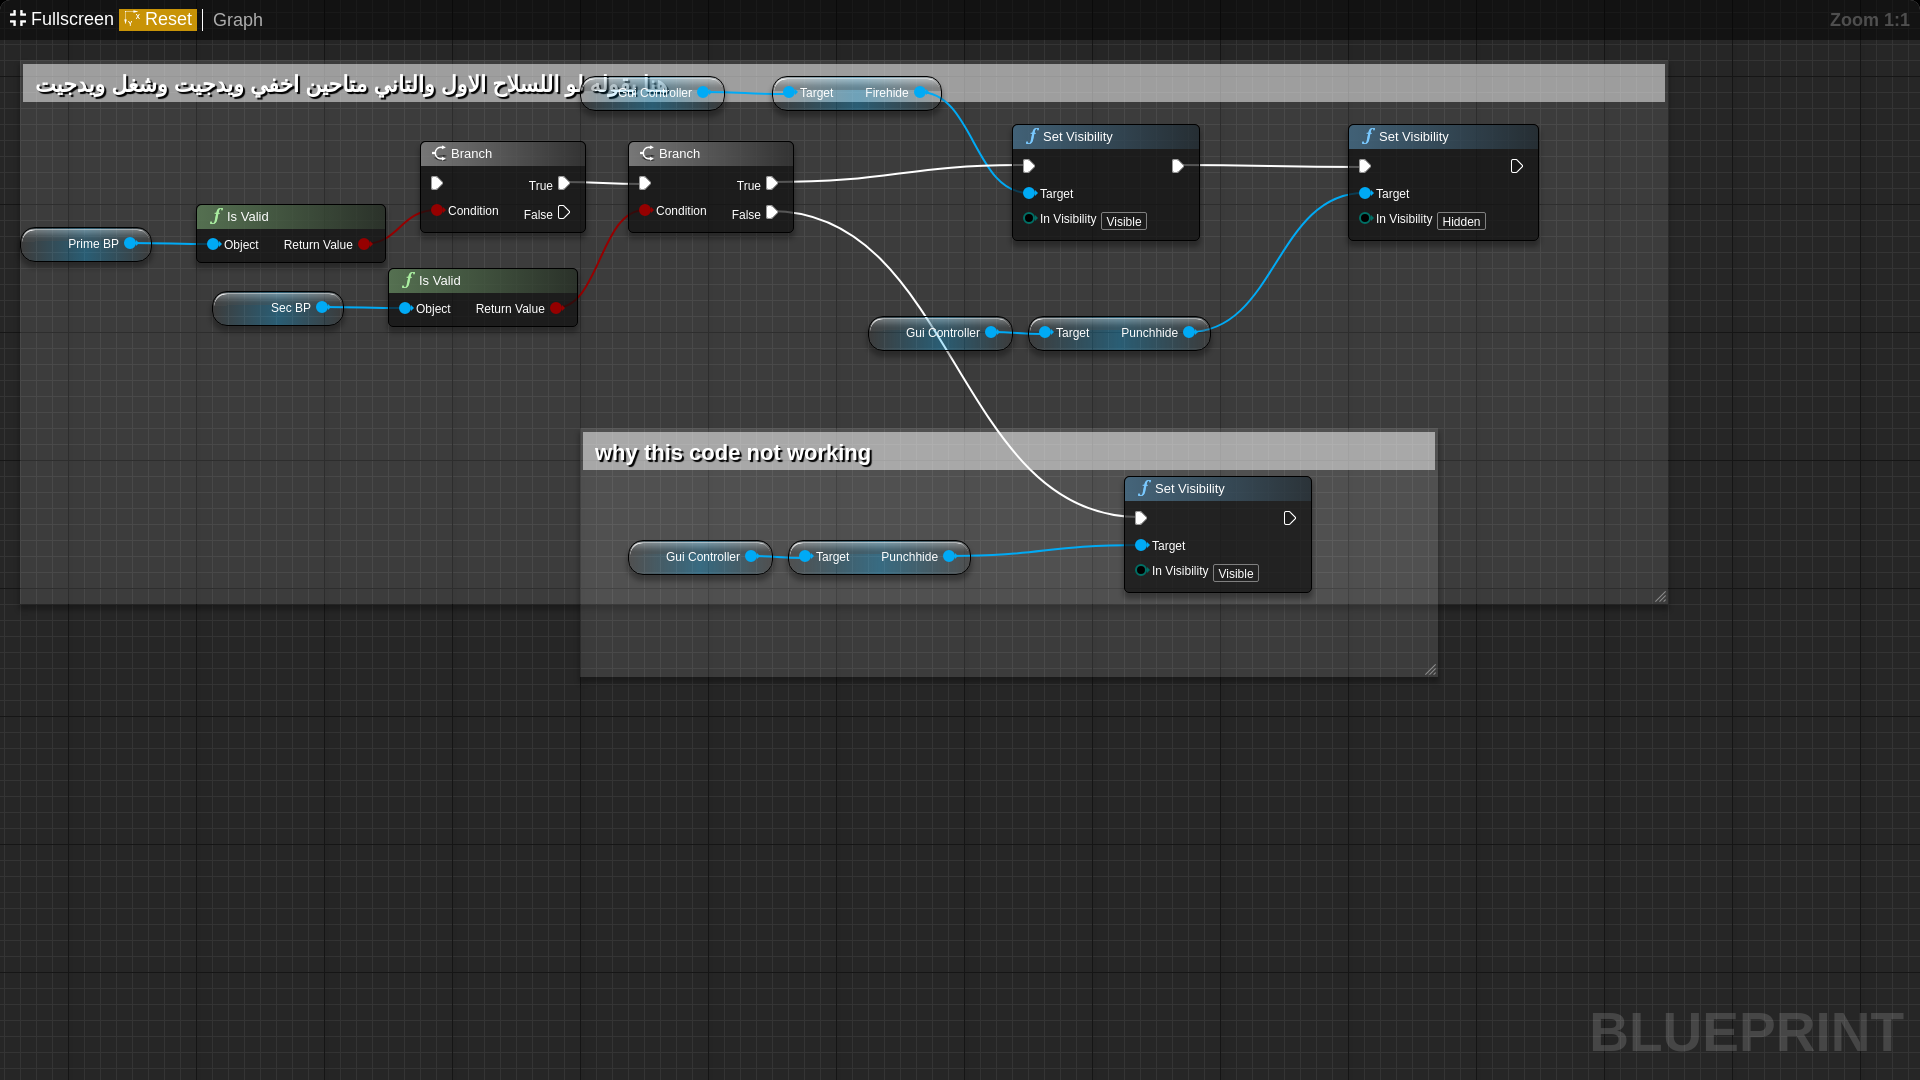 Fullscreen Reset Graph
Zoom 1:1
هنا بقوله لو اللسلاح الاول والتاني متاحين اخفي ويدجيت وشغل ويدجيت
Gui Controller
Target Firehide
Set Visibility
Target
In Visibility Visible
Set Visibility
Target
In Visibility Hidden
Branch
True
Condition False
Branch
True
Condition False
Is Valid
Object Return Value
Prime BP
Is Valid
Object Return Value
Sec BP
Gui Controller
Target Punchhide
why this code not working
Set Visibility
Target
In Visibility Visible
Gui Controller
Target Punchhide
BLUEPRINT